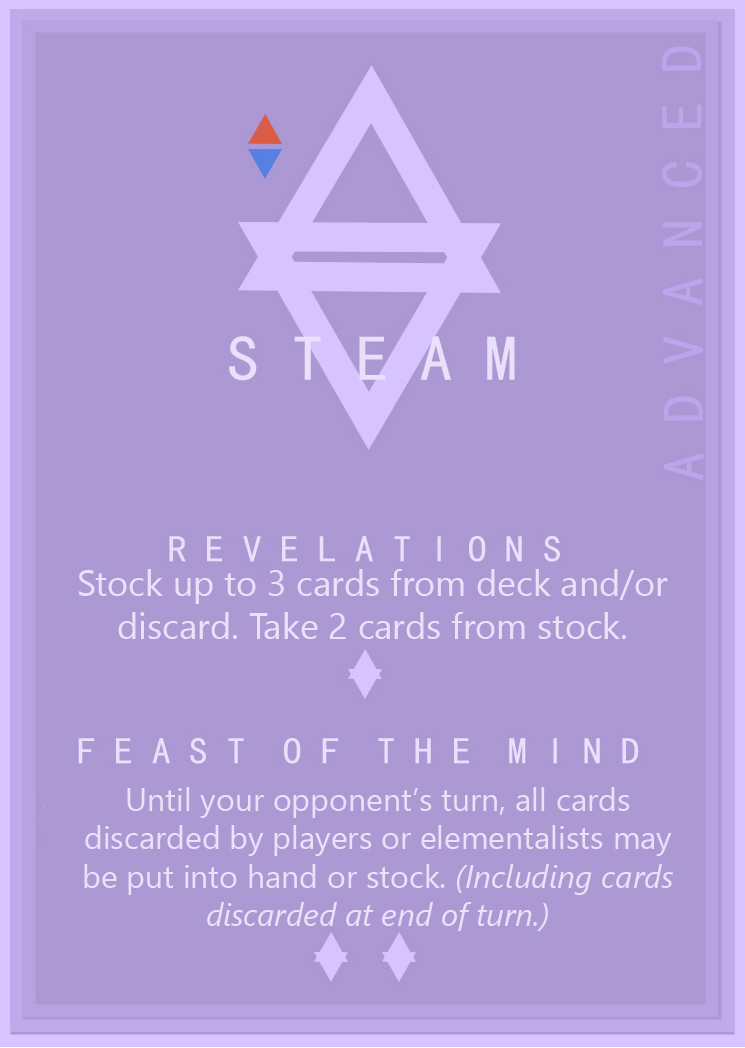 ADVANCED
STEAM
REVELATIONS
Stock up to 3 cards from deck and/or
discard. Take 2 cards from stock.
FEAST OF THE MIND
Until your opponent’s turn, all cards
discarded by players or elementalists may
be put into hand or stock. (Including cards
discarded at end of turn.)